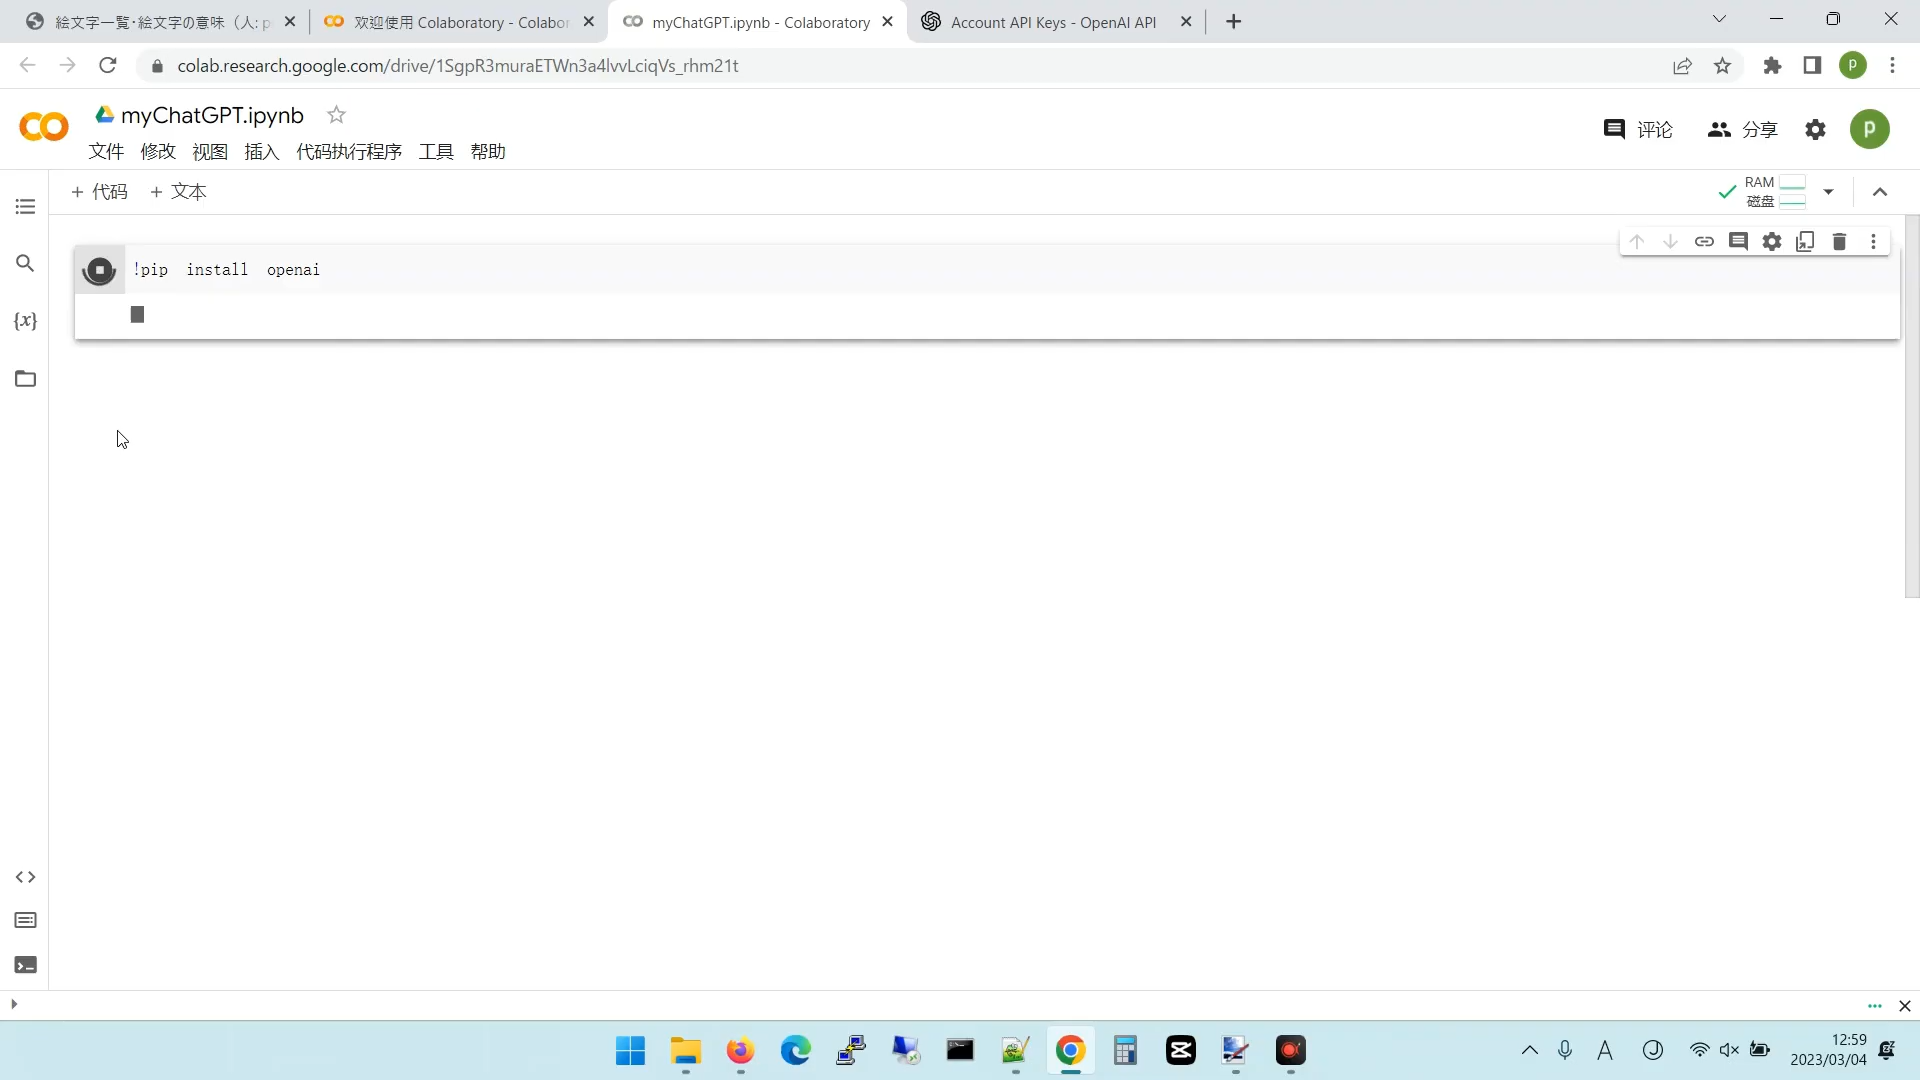 絵文字一覧･絵文字の意味（人: p
欢迎使用 Colaboratory - Colabor
myChatGPT.ipynb - Colaboratory
Account API Keys - OpenAI API
colab.research.google.com/drive/1SgpR3muraETWn3a4lvvLciqVs_rhm21t
P
myChatGPT.ipynb
文件 修改 视图 插入 代码执行程序 工具 帮助
评论 分享
P
+ 代码 + 文本
RAM
磁盘
!pip install openai
{x}
A
12:59
2023/03/04